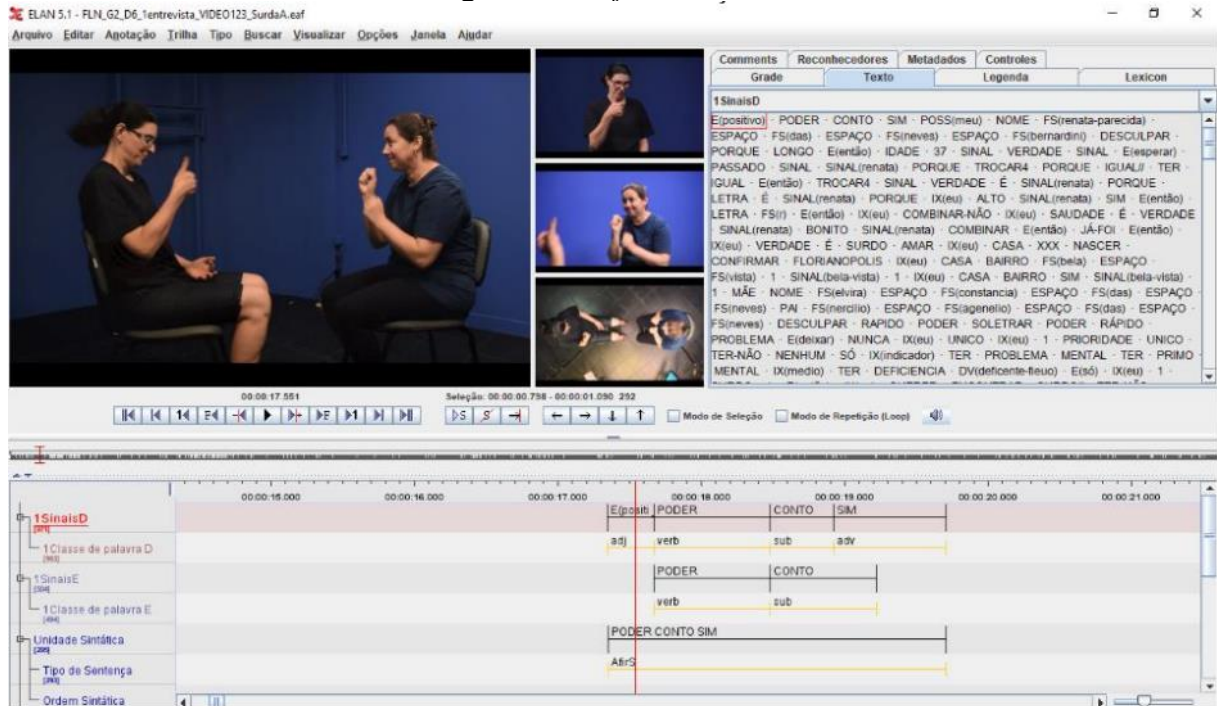 ELAN 5.1 - FLN_G2_D6_1entrevista_VIDEO123_SurdaA.eaf
Arquivo Editar Anotação Trilha Tipo Buscar Visualizar Opções Janela Ajudar
Comments Reconhecedores Metadados Controles
Grade Texto Legenda Lexicon
1SinaisD
E(positivo) · PODER · CONTO · SIM · POSS(meu) · NOME · FS(renata-parecida) ·
ESPAÇO · FS(das) · ESPAÇO · FS(neves) · ESPAÇO · FS(bernardini) · DESCULPAR ·
PORQUE · LONGO · E(então) · IDADE · 37 · SINAL · VERDADE · SINAL · E(esperar) ·
PASSADO · SINAL · SINAL(renata) · PORQUE · TROCAR4 · PORQUE · IGUAL// · TER ·
IGUAL · E(então) · TROCAR4 · SINAL · VERDADE · É · SINAL(renata) · PORQUE ·
LETRA · É · SINAL(renata) · PORQUE · IX(eu) · ALTO · SINAL(renata) · SIM · E(então) ·
LETRA · FS(r) · E(então) · IX(eu) · COMBINAR-NÃO · IX(eu) · SAUDADE · É · VERDADE
· SINAL(renata) · BONITO · SINAL(renata) · COMBINAR · E(então) · JÁ-FOI · E(então) ·
IX(eu) · VERDADE · É · SURDO · AMAR · IX(eu) · CASA · XXX · NASCER ·
CONFIRMAR · FLORIANOPOLIS · IX(eu) · CASA · BAIRRO · FS(bela) · ESPAÇO ·
FS(vista) · 1 · SINAL(bela-vista) · 1 · IX(eu) · CASA · BAIRRO · SIM · SINAL(bela-vista) ·
1 · MÃE · NOME · FS(elvira) · ESPAÇO · FS(constancia) · ESPAÇO · FS(das) · ESPAÇO ·
FS(neves) · PAI · FS(nercilio) · ESPAÇO · FS(agenelio) · ESPAÇO · FS(das) · ESPAÇO ·
FS(neves) · DESCULPAR · RAPIDO · PODER · SOLETRAR · PODER · RÁPIDO ·
PROBLEMA · E(deixar) · NUNCA · IX(eu) · UNICO · IX(eu) · 1 · PRIORIDADE · UNICO ·
TER-NÃO · NENHUM · SÓ · IX(indicador) · TER · PROBLEMA · MENTAL · TER · PRIMO ·
MENTAL · IX(medio) · TER · DEFICIENCIA · DV(deficente-fieuo) · E(só) · IX(eu) · 1 ·
00:00:17.551 Seleção: 00:00:00.798 - 00:00:01.090 292
Modo de Seleção Modo de Repetição (Loop)
00:00:15.000 00:00:16.000 00:00:17.000 00:00:18.000 00:00:19.000 00:00:20.000 00:00:21.000
1SinaisD E(positi PODER CONTO SIM
1Classe de palavra D adj verb sub adv
1SinaisE PODER CONTO
1Classe de palavra E verb sub
Unidade Sintática PODER CONTO SIM
Tipo de Sentença AfirS
Ordem Sintática